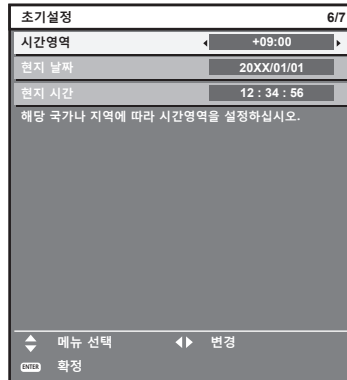 초기설정 6/7
시간영역 +09:00
현지 날짜 20XX/01/01
현지 시간 12 : 34 : 56
해당 국가나 지역에 따라 시간영역을 설정하십시오.
메뉴 선택 변경
ENTER 확정